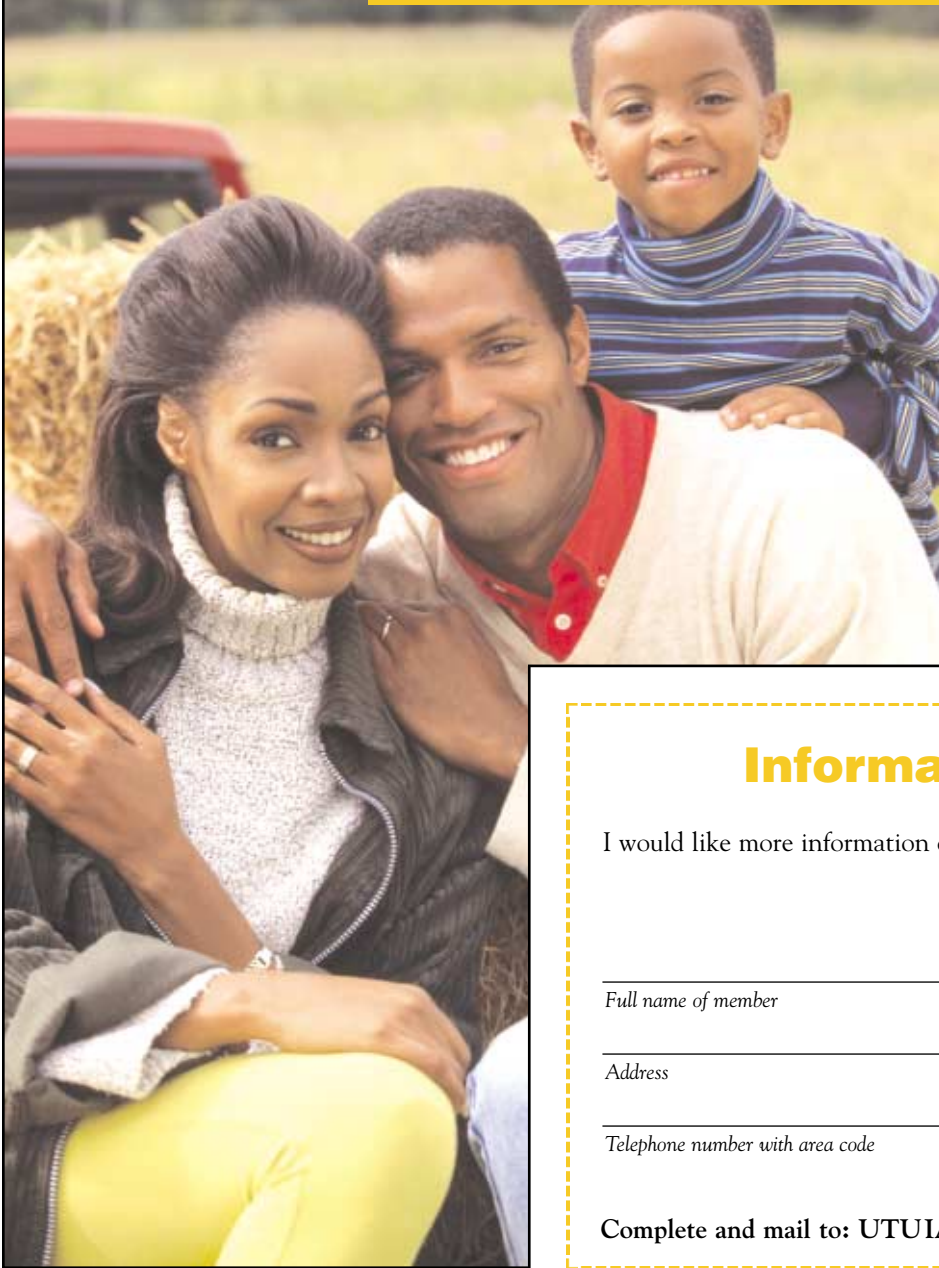 Informa
I would like more information
Full name of member
Address
Telephone number with area code
Complete and mail to: UTUIA